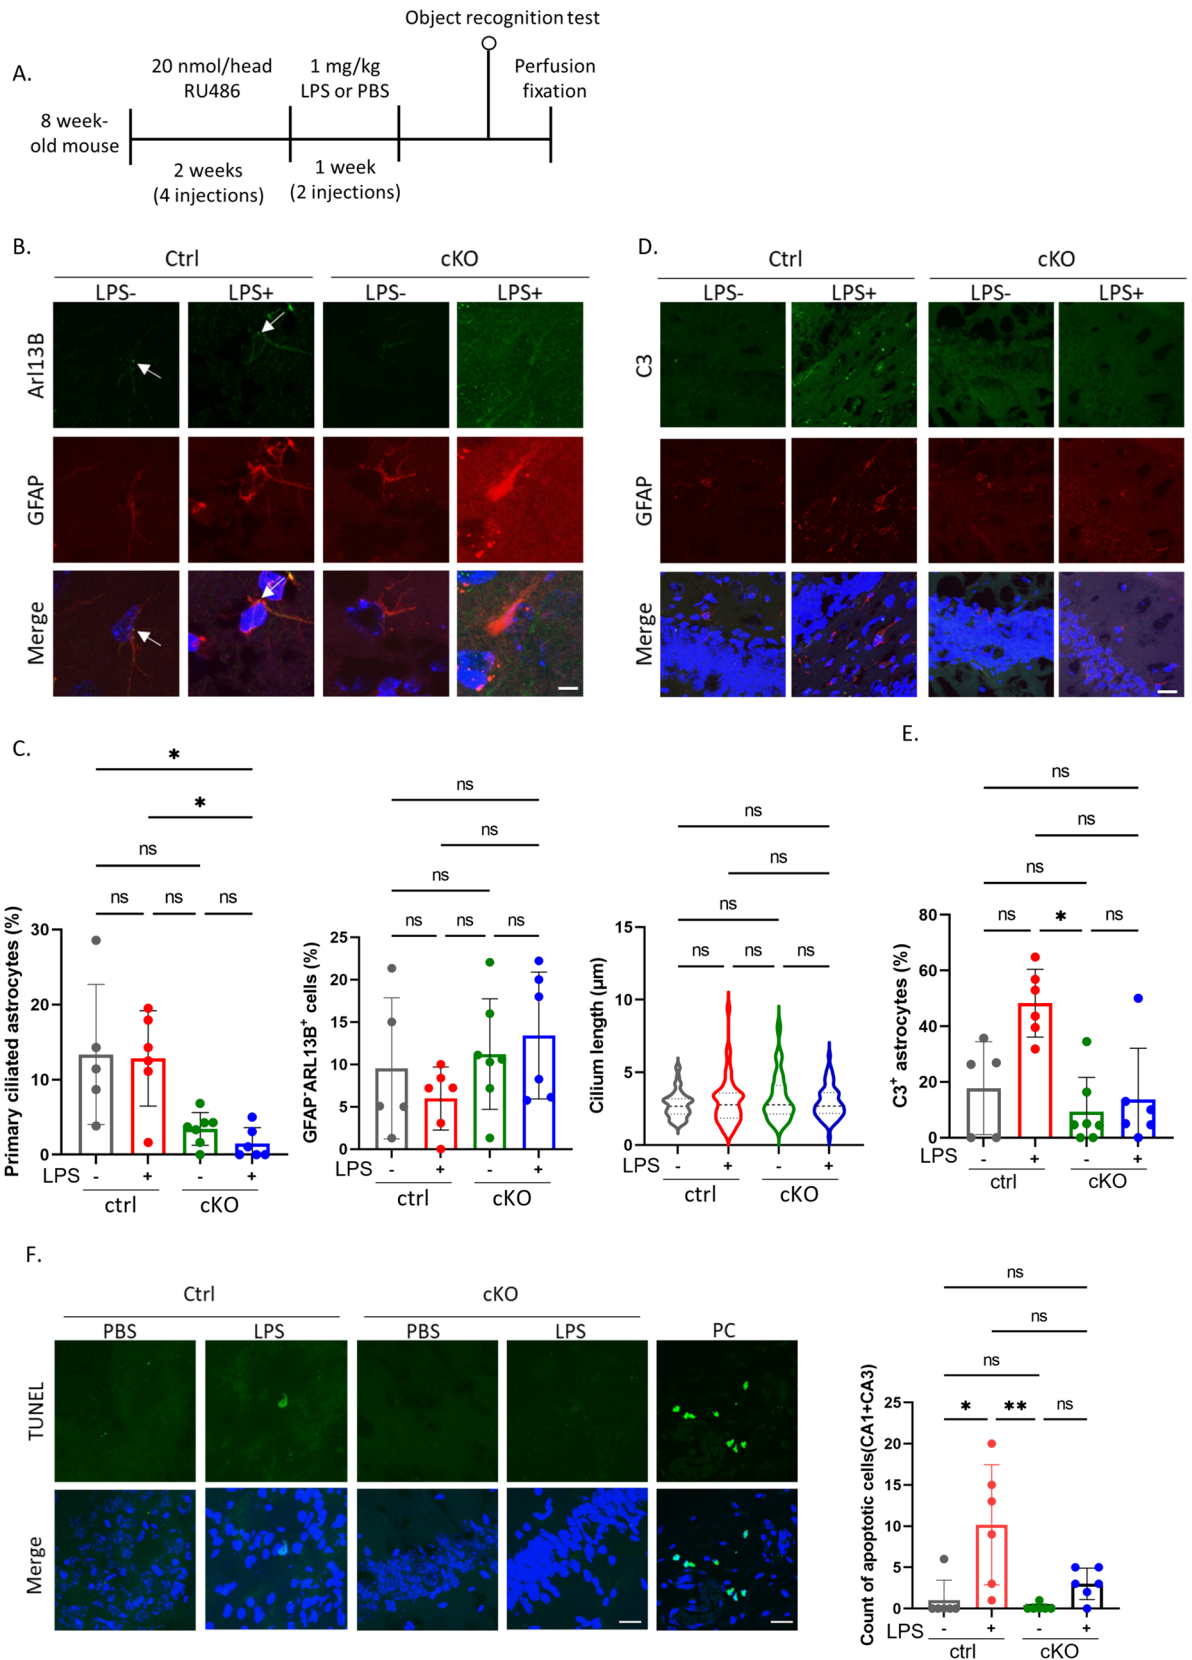 Object recognition test
A.
20 nmol/head
RU486
1 mg/kg
LPS or PBS
Perfusion
fixation
8 week-
old mouse
2 weeks
(4 injections)
1 week
(2 injections)
B.
Ctrl
cKO
LPS-
LPS+
LPS-
LPS+
Arl13B
GFAP
Merge
D.
Ctrl
cKO
LPS-
LPS+
LPS-
LPS+
C3
GFAP
Merge
C.
*
*
ns
ns
ns
ns
Primary ciliated astrocytes (%)
30
20
10
0
LPS
-
+
-
+
ctrl
cKO
ns
ns
ns
ns
ns
ns
GFAP-ARL13B+ cells (%)
25
20
15
10
5
0
LPS
-
+
-
+
ctrl
cKO
ns
ns
ns
ns
ns
ns
Cilium length (μm)
15
10
5
0
LPS
-
+
-
+
ctrl
cKO
E.
ns
ns
ns
ns
*
ns
C3+ astrocytes (%)
80
60
40
20
0
LPS
-
+
-
+
ctrl
cKO
F.
Ctrl
cKO
PBS
LPS
PBS
LPS
PC
TUNEL
Merge
ns
ns
ns
*
**
ns
Count of apoptotic cells(CA1+CA3)
25
20
15
10
5
0
LPS
-
+
-
+
ctrl
cKO